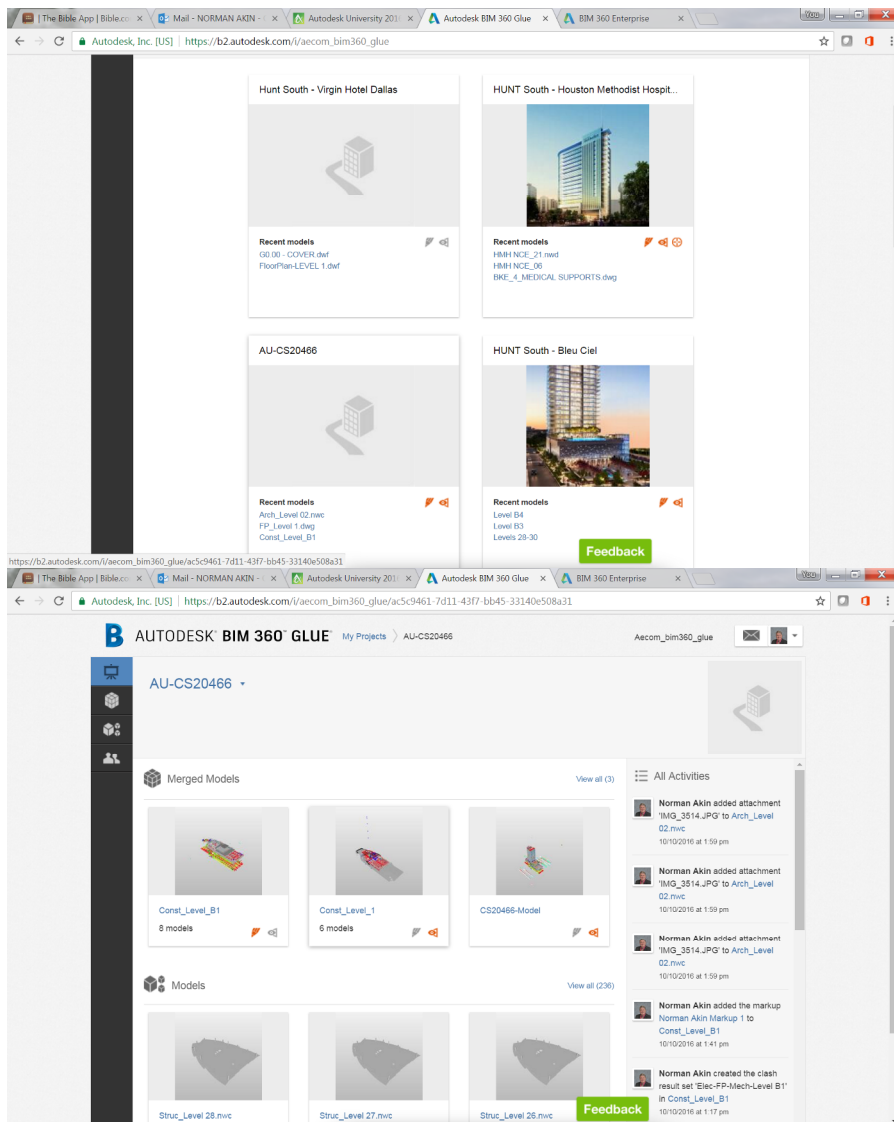 The Bible App | Bible.co
Mail - NORMAN AKIN -
Autodesk University 201
Autodesk BIM 360 Glue
BIM 360 Enterprise
You
Autodesk, Inc. [US] | https://b2.autodesk.com/i/aecom_bim360_glue
Hunt South - Virgin Hotel Dallas
HUNT South - Houston Methodist Hospit...
Recent models
G0.00 - COVER.dwf
FloorPlan-LEVEL 1.dwf
Recent models
HMH NCE_21.nwd
HMH NCE_06
BKE_4_MEDICAL SUPPORTS.dwg
AU-CS20466
HUNT South - Bleu Ciel
Recent models
Arch_Level 02.nwc
FP_Level 1.dwg
Const_Level_B1
Recent models
Level B4
Level B3
Levels 28-30
Feedback
https://b2.autodesk.com/i/aecom_bim360_glue/ac5c9461-7d11-43f7-bb45-33140e508a31
The Bible App | Bible.co
Mail - NORMAN AKIN -
Autodesk University 201
Autodesk BIM 360 Glue
BIM 360 Enterprise
You
Autodesk, Inc. [US] | https://b2.autodesk.com/i/aecom_bim360_glue/ac5c9461-7d11-43f7-bb45-33140e508a31
B AUTODESK® BIM 360™ GLUE® My Projects AU-CS20466
Aecom_bim360_glue
AU-CS20466
Merged Models
View all (3)
Const_Level_B1
8 models
Const_Level_1
6 models
CS20466-Model
Models
View all (236)
Struc_Level 28.nwc
Struc_Level 27.nwc
Struc_Level 26.nwc
All Activities
Norman Akin added attachment
'IMG_3514.JPG' to Arch_Level
02.nwc
10/10/2016 at 1:59 pm
Norman Akin added attachment
'IMG_3514.JPG' to Arch_Level
02.nwc
10/10/2016 at 1:59 pm
Norman Akin added attachment
'IMG_3514.JPG' to Arch_Level
02.nwc
10/10/2016 at 1:59 pm
Norman Akin added the markup
Norman Akin Markup 1 to
Const_Level_B1
10/10/2016 at 1:41 pm
Norman Akin created the clash
result set 'Elec-FP-Mech-Level B1'
in Const_Level_B1
10/10/2016 at 1:17 pm
Feedback